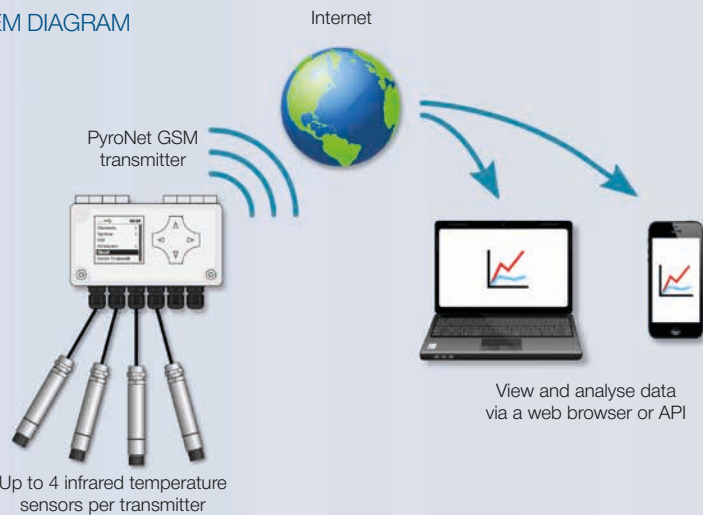 EM DIAGRAM
Internet
PyroNet GSM
transmitter
View and analyse data
via a web browser or API
Up to 4 infrared temperature
sensors per transmitter